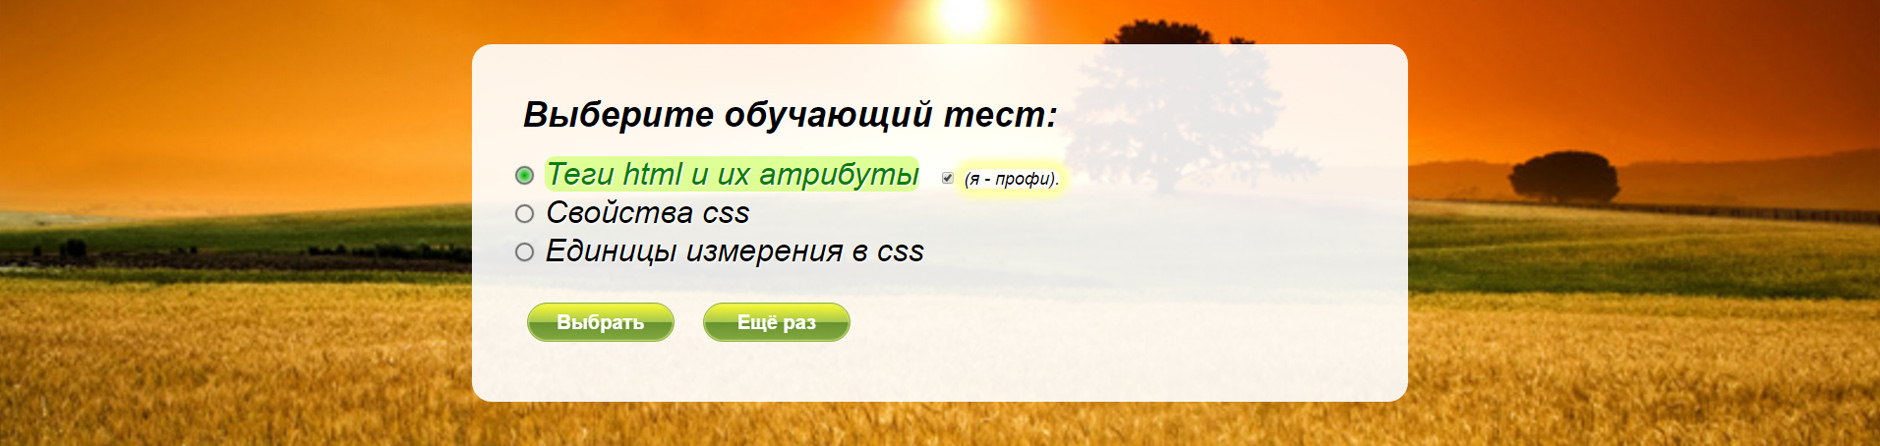 Выберите обучающий тест:
Теги html и их атрибуты (я - профи).
Свойства css
Единицы измерения в css
Выбрать Ещё раз